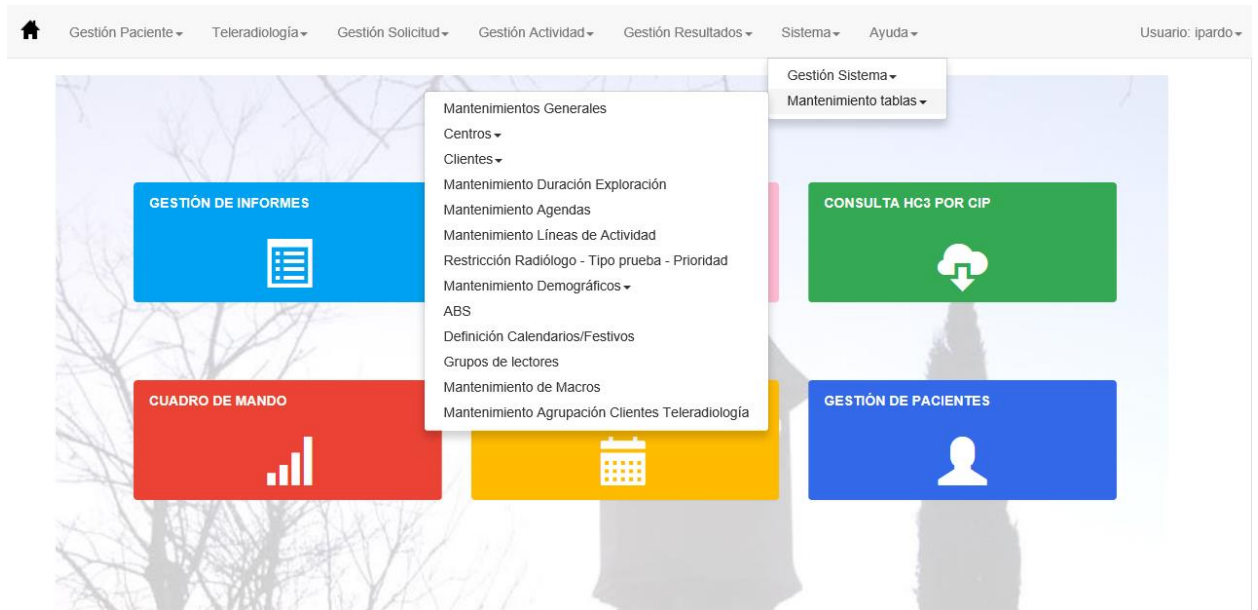 Gestión Paciente
Teleradiología
Gestión Solicitud
Gestión Actividad
Gestión Resultados
Sistema
Ayuda
Usuario: ipardo
Gestión Sistema
Mantenimiento tablas
Mantenimientos Generales
Centros
Clientes
Mantenimiento Duración Exploración
Mantenimiento Agendas
Mantenimiento Líneas de Actividad
Restricción Radiólogo - Tipo prueba - Prioridad
Mantenimiento Demográficos
ABS
Definición Calendarios/Festivos
Grupos de lectores
Mantenimiento de Macros
Mantenimiento Agrupación Clientes Teleradiología
GESTIÓN DE INFORMES
CONSULTA HC3 POR CIP
CUADRO DE MANDO
GESTIÓN DE PACIENTES